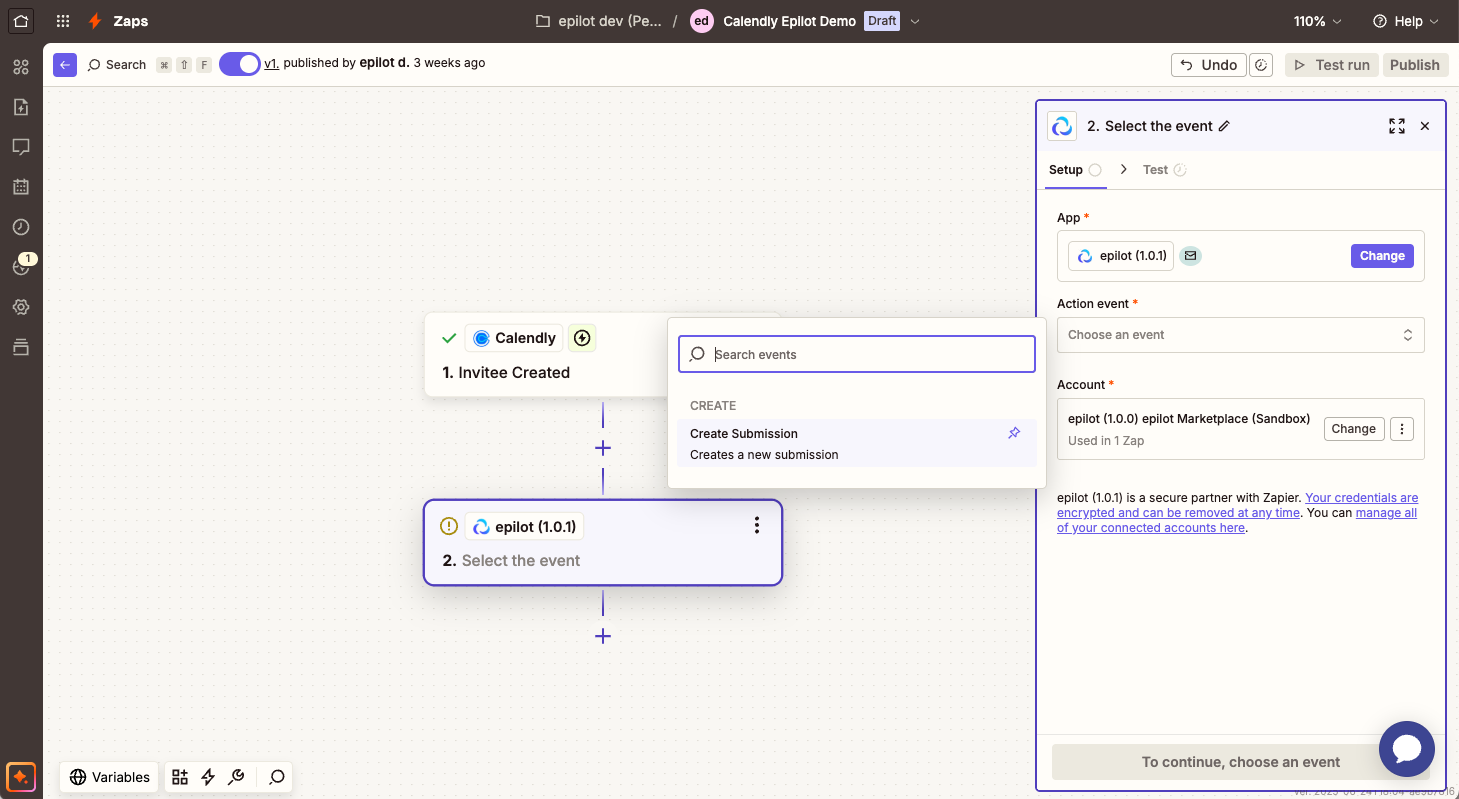 Zaps
epilot dev (Pe... / ed Calendly Epilot Demo Draft
110% Help
Search ⌘ ⇧ F v1. published by epilot d. 3 weeks ago
Undo Test run Publish
1
2. Select the event
Setup Test
App *
epilot (1.0.1) Change
Action event *
Choose an event
Account *
epilot (1.0.0) epilot Marketplace (Sandbox)
Used in 1 Zap
Change
epilot (1.0.1) is a secure partner with Zapier. Your credentials are
encrypted and can be removed at any time. You can manage all
of your connected accounts here.
To continue, choose an event
Calendly
1. Invitee Created
Search events
CREATE
Create Submission
Creates a new submission
epilot (1.0.1)
2. Select the event
Variables